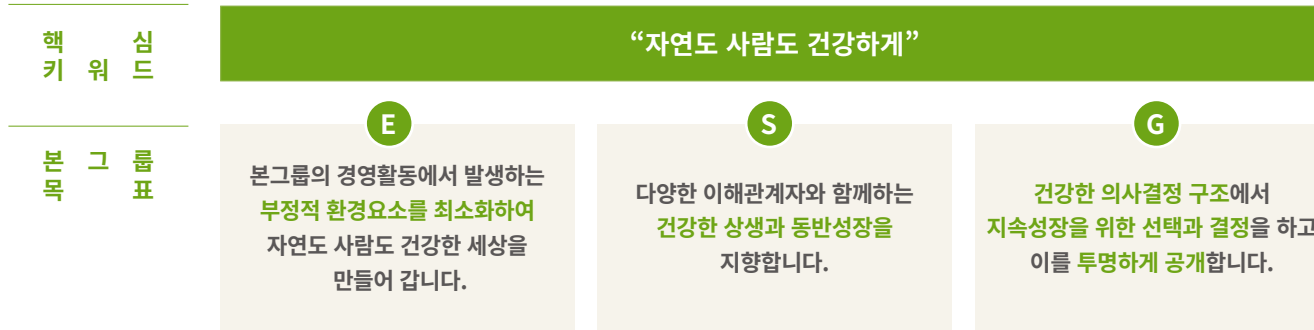 핵 심
키 워 드
“자연도 사람도 건강하게”
본 그 룹
목 표
E
본그룹의 경영활동에서 발생하는
부정적 환경요소를 최소화하여
자연도 사람도 건강한 세상을
만들어 갑니다.
S
다양한 이해관계자와 함께하는
건강한 상생과 동반성장을
지향합니다.
G
건강한 의사결정 구조에서
지속성장을 위한 선택과 결정을 하고
이를 투명하게 공개합니다.